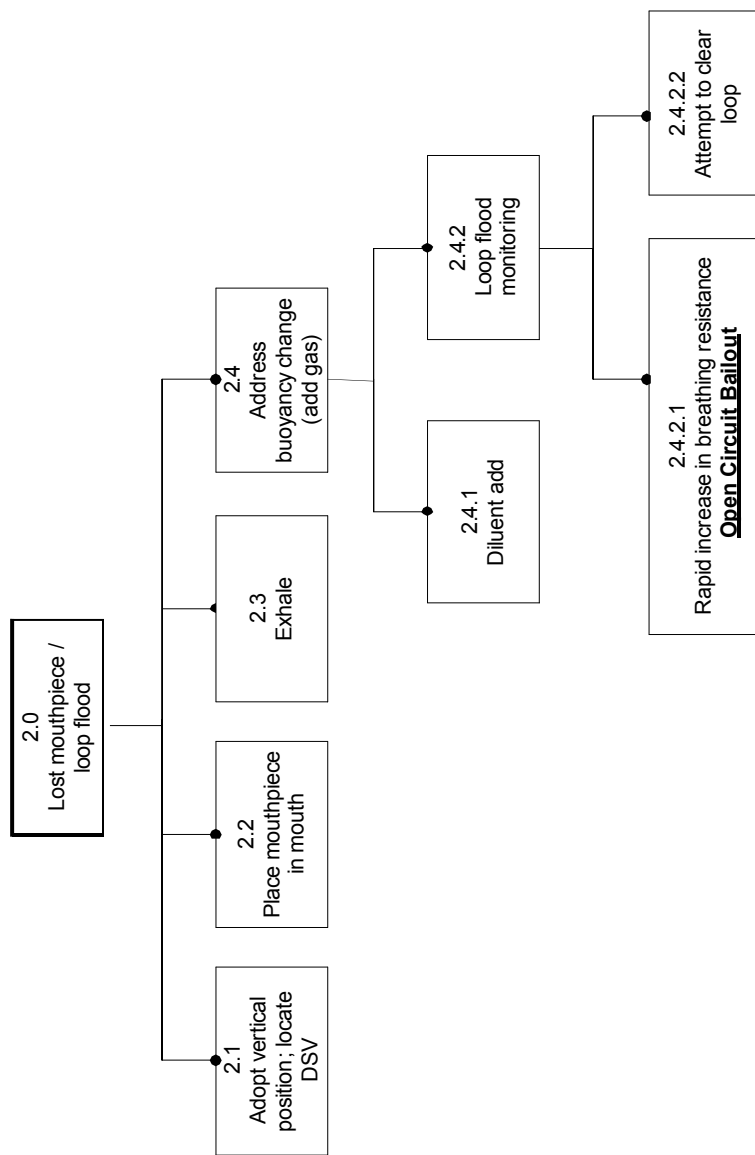 2.0
Lost mouthpiece /
loop flood
2.1
Adopt vertical
position; locate
DSV
2.2
Place mouthpiece
in mouth
2.3
Exhale
2.4
Address
buoyancy change
(add gas)
2.4.1
Diluent add
2.4.2
Loop flood
monitoring
2.4.2.1
Rapid increase in breathing resistance
Open Circuit Bailout
2.4.2.2
Attempt to clear
loop